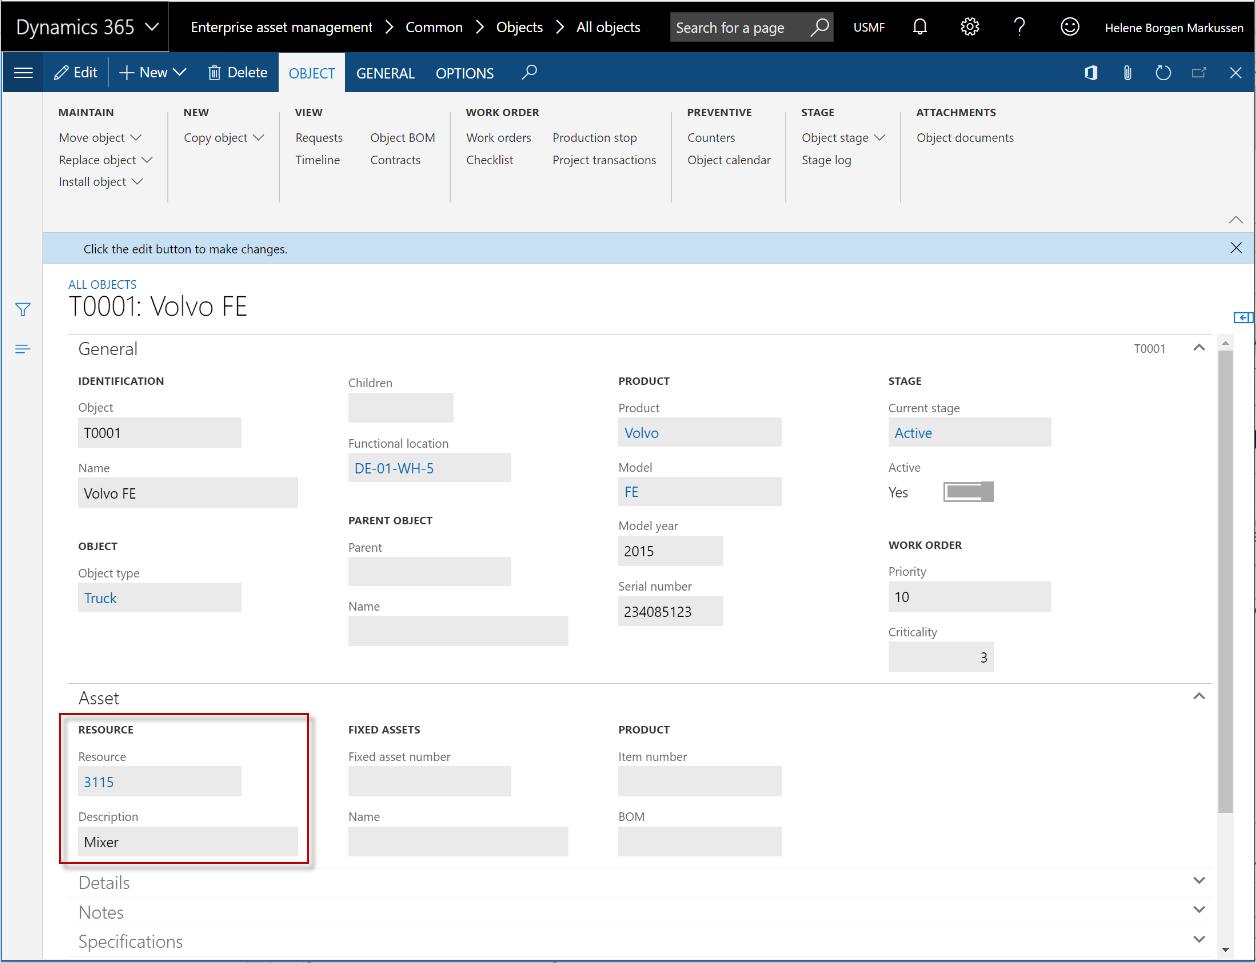 Dynamics 365
Enterprise asset management > Common > Objects > All objects
Search for a page
USMF
Helene Borgen Markussen
Edit
New
Delete
OBJECT
GENERAL
OPTIONS
MAINTAIN
Move object
Replace object
Install object
NEW
Copy object
VIEW
Requests
Timeline
Object BOM
Contracts
WORK ORDER
Work orders
Checklist
Production stop
Project transactions
PREVENTIVE
Counters
Object calendar
STAGE
Object stage
Stage log
ATTACHMENTS
Object documents
Click the edit button to make changes.
ALL OBJECTS
T0001: Volvo FE
General
T0001
IDENTIFICATION
Object
T0001
Name
Volvo FE
OBJECT
Object type
Truck
Children
Functional location
DE-01-WH-5
PARENT OBJECT
Parent
Name
PRODUCT
Product
Volvo
Model
FE
Model year
2015
Serial number
234085123
STAGE
Current stage
Active
Active
Yes
WORK ORDER
Priority
10
Criticality
3
Asset
RESOURCE
Resource
3115
Description
Mixer
FIXED ASSETS
Fixed asset number
Name
PRODUCT
Item number
BOM
Details
Notes
Specifications